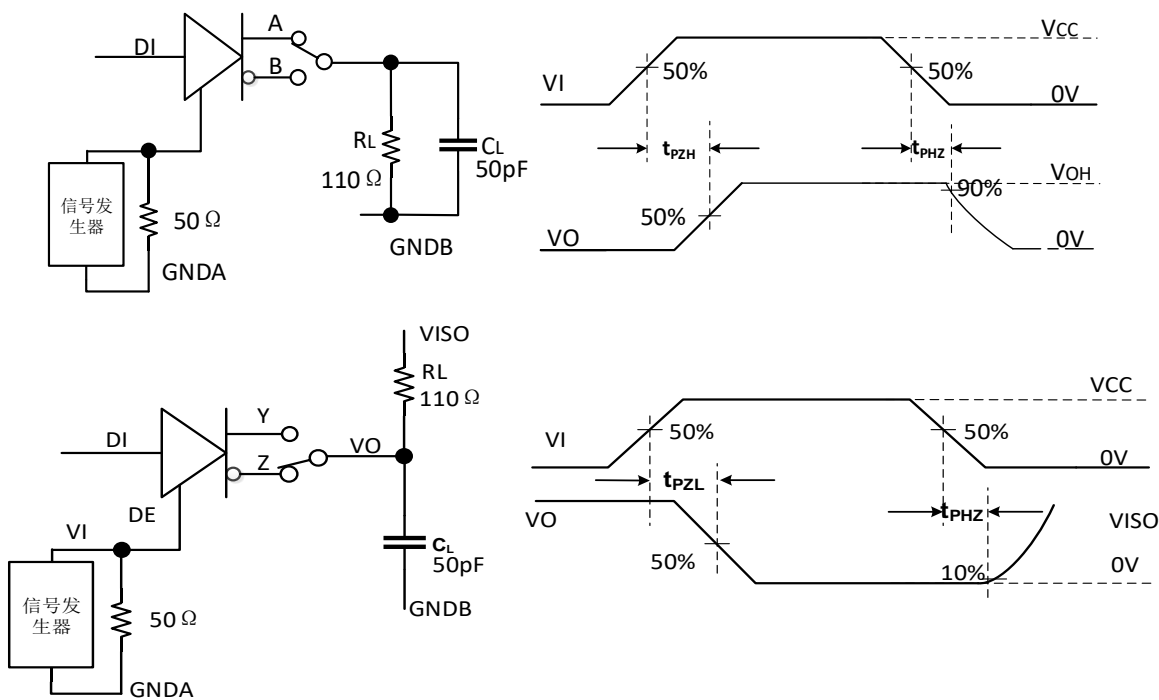 A
DI
B
RL
110 Ω
CL
50pF
信号发
生器
50 Ω
GNDA
GNDB
VCC
VI
50%
50%
0V
tPZH
tPHZ
VOH
90%
50%
VO
0V
VISO
RL
110 Ω
Y
DI
Z
VO
DE
VI
CL
50pF
信号发
生器
50 Ω
GNDB
GNDA
VCC
VI
50%
50%
0V
tPZL
VO
tPHZ
VISO
50%
10%
0V